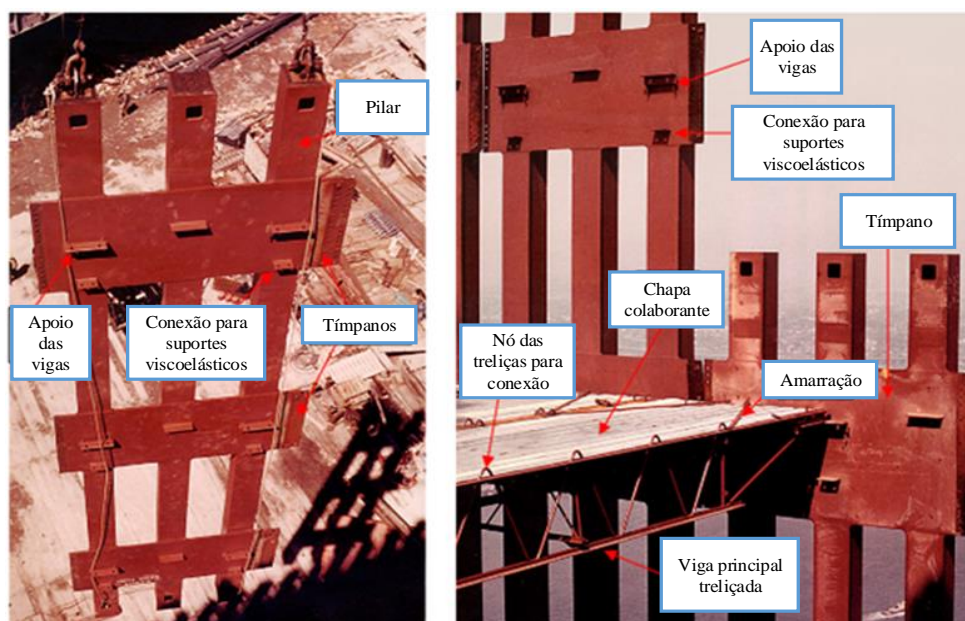 Pilar
Apoio
das
vigas
Conexão para
suportes
viscoelásticos
Tímpanos
Apoio das
vigas
Conexão para
suportes
viscoelásticos
Tímpano
Chapa
colaborante
Nó das
treliças para
conexão
Amarração
Viga principal
treliçada